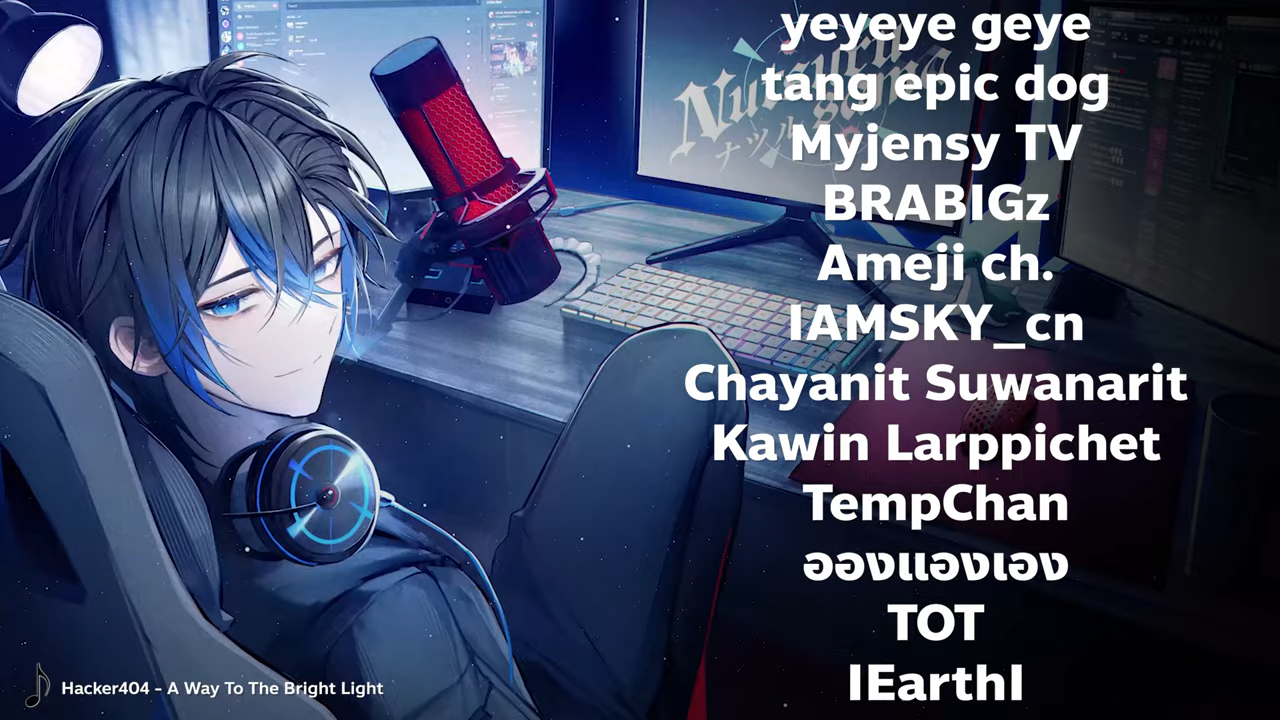 yeyeye geye
tang epic dog
Myjensy TV
BRABIGz
Ameji ch.
IAMSKY_cn
Chayanit Suwanarit
Kawin Larppichet
TempChan
อองแองเอง
TOT
lEarthl
Hacker404 - A Way To The Bright Light